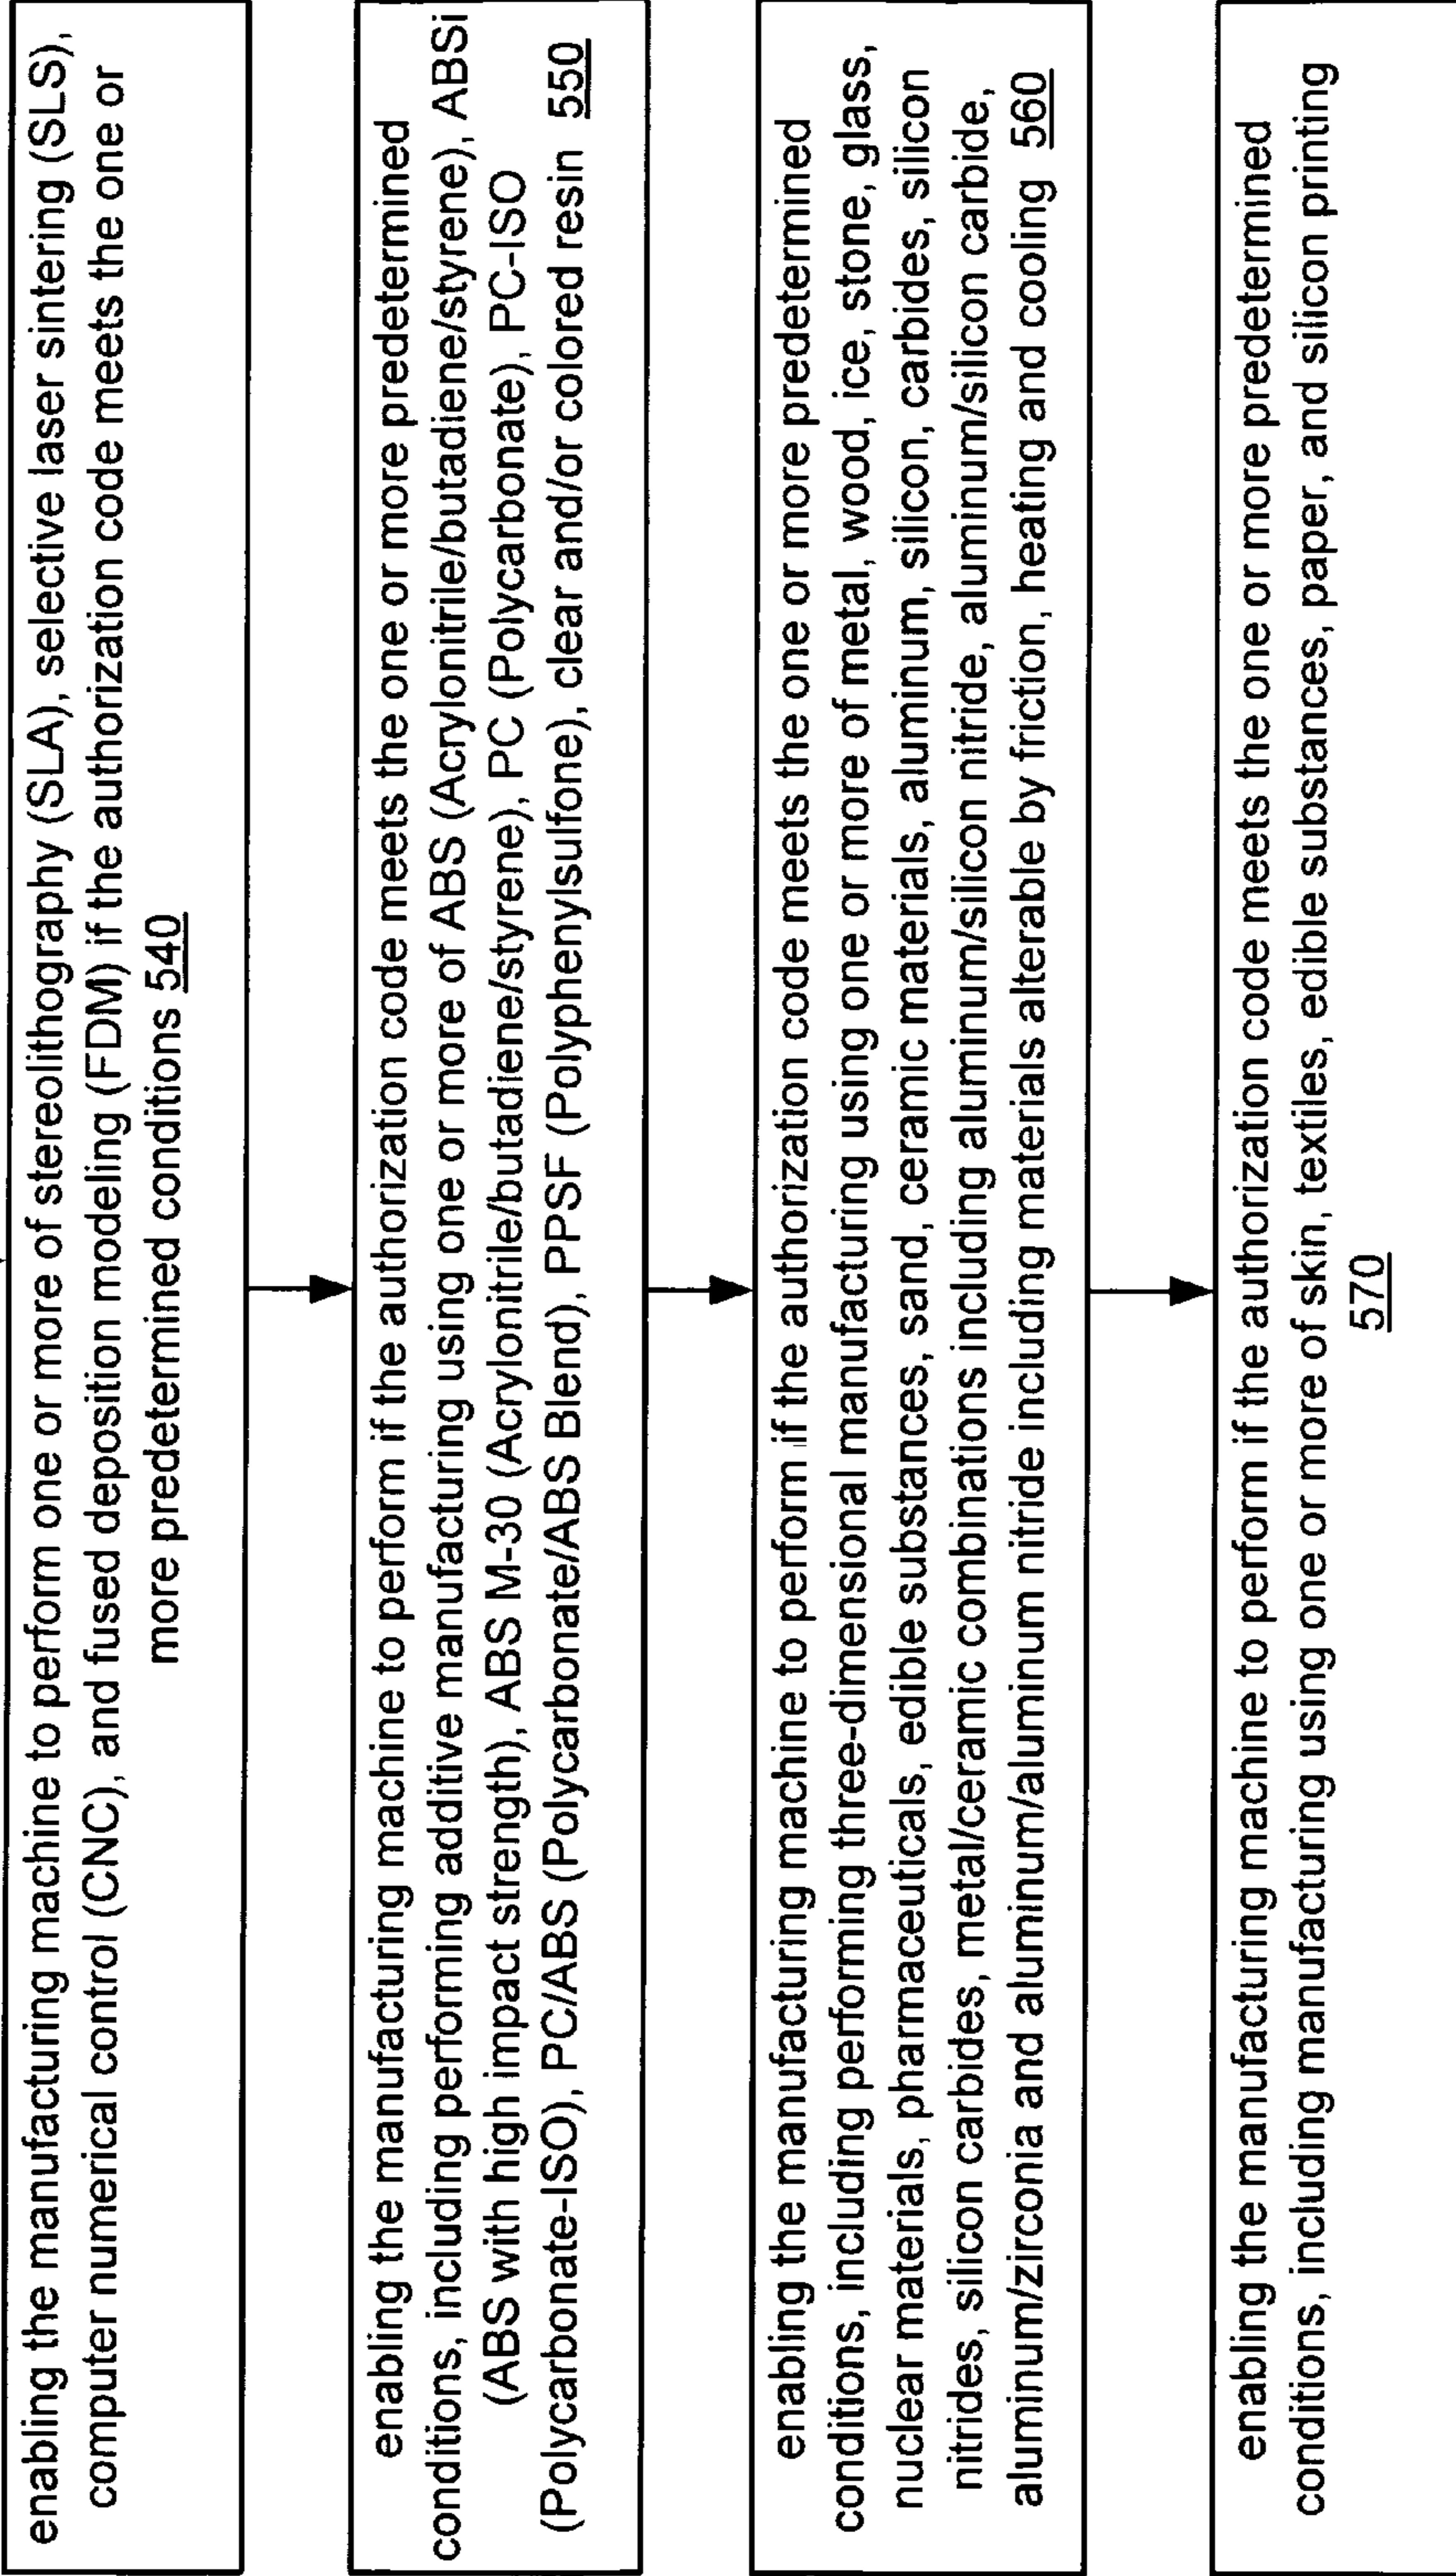 enabling the manufacturing machine to perform one or more of stereolithography (SLA), selective laser sintering (SLS),
computer numerical control (CNC), and fused deposition modeling (FDM) if the authorization code meets the one or
more predetermined conditions 540
enabling the manufacturing machine to perform if the authorization code meets the one or more predetermined
conditions, including performing additive manufacturing using one or more of ABS (Acrylonitrile/butadiene/styrene), ABSi
(ABS with high impact strength), ABS M-30 (Acrylonitrile/butadiene/styrene), PC (Polycarbonate), PC-ISO
(Polycarbonate-ISO), PC/ABS (Polycarbonate/ABS Blend), PPSF (Polyphenylsulfone), clear and/or colored resin 550
enabling the manufacturing machine to perform if the authorization code meets the one or more predetermined
conditions, including performing three-dimensional manufacturing using one or more of metal, wood, ice, stone, glass,
nuclear materials, pharmaceuticals, edible substances, sand, ceramic materials, aluminum, silicon, carbides, silicon
nitrides, silicon carbides, metal/ceramic combinations including aluminum/silicon nitride, aluminum/silicon carbide,
aluminum/zirconia and aluminum/aluminum nitride including materials alterable by friction, heating and cooling 560
enabling the manufacturing machine to perform if the authorization code meets the one or more predetermined
conditions, including manufacturing using one or more of skin, textiles, edible substances, paper, and silicon printing
570